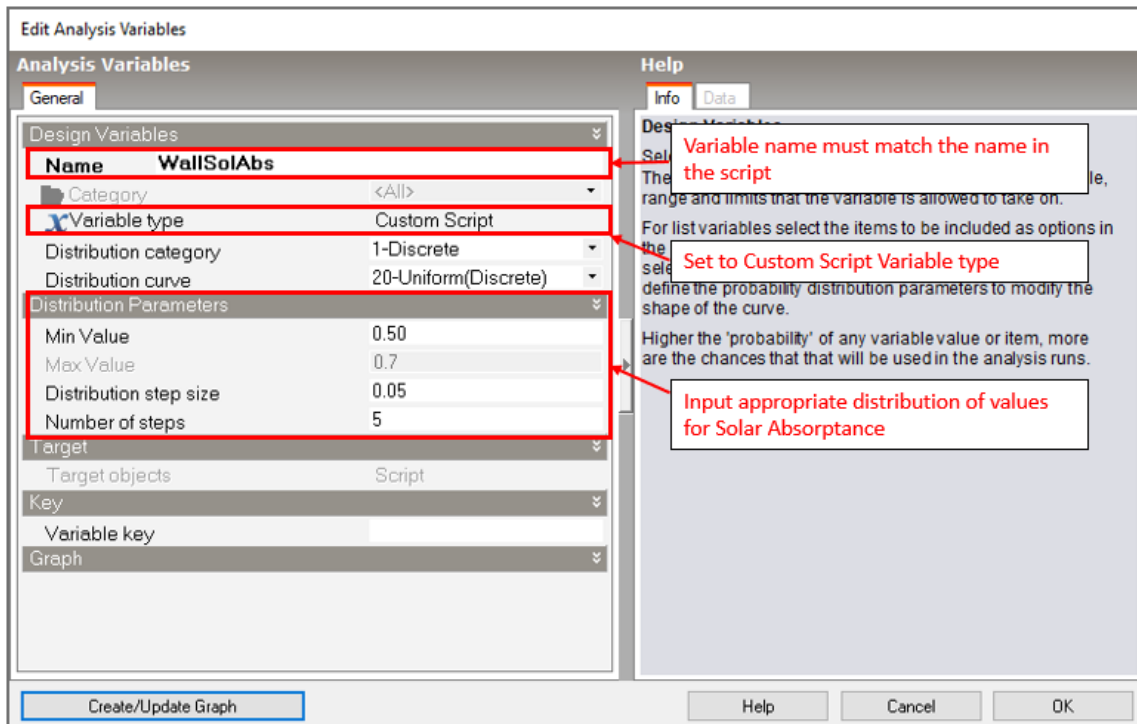 Edit Analysis Variables
Analysis Variables
General
Design Variables
Name WallSolAbs
Category <All>
Variable type Custom Script
Distribution category 1-Discrete
Distribution curve 20-Uniform(Discrete)
Distribution Parameters
Min Value 0.50
Max Value 0.7
Distribution step size 0.05
Number of steps 5
Target
Target objects Script
Key
Variable key
Graph
Create/Update Graph
Help
Info Data
Variable name must match the name in
the script
range and limits that the variable is allowed to take on.
For list variables select the items to be included as options in
Set to Custom Script Variable type
define the probability distribution parameters to modify the
shape of the curve.
Higher the 'probability' of any variable value or item, more
are the chances that that will be used in the analysis runs.
Input appropriate distribution of values
for Solar Absorptance
Help Cancel OK